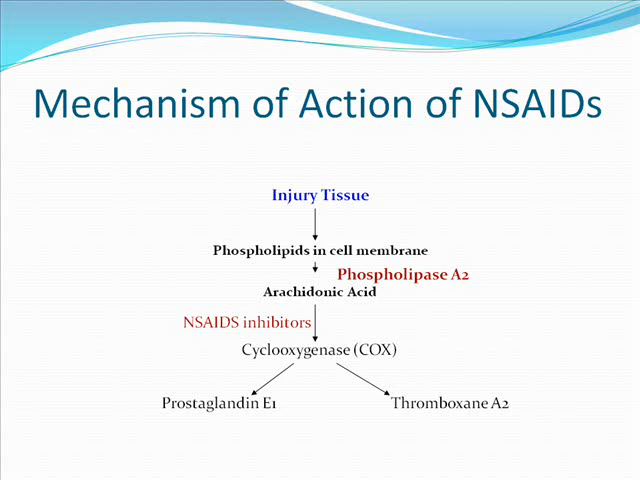 Mechanism of Action of NSAIDs
Injury Tissue
Phospholipids in cell membrane
Phospholipase A2
Arachidonic Acid
NSAIDS inhibitors
Cyclooxygenase (COX)
Prostaglandin E1
Thromboxane A2